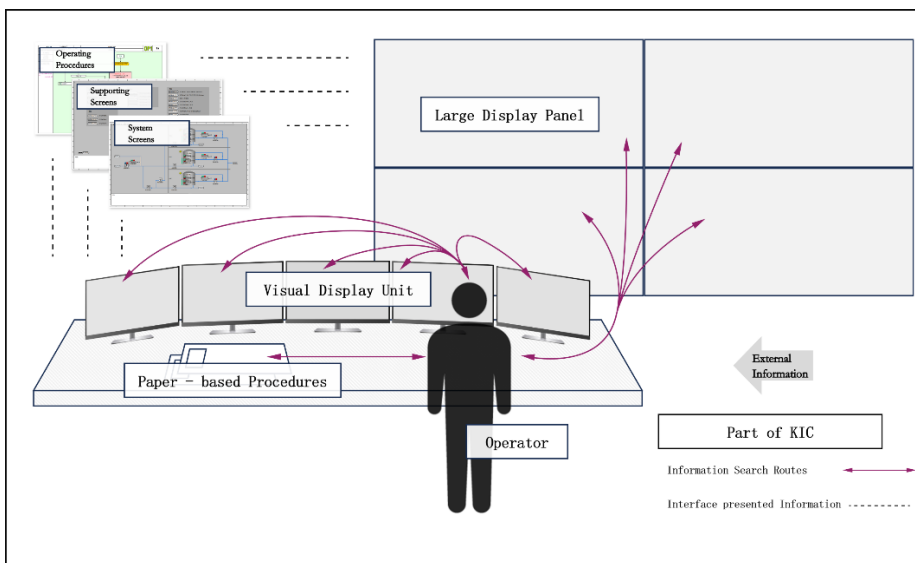 Operating
Procedures
Supporting
Screens
System
Screens
Large Display Panel
Visual Display Unit
Paper - based Procedures
External
Information
Operator
Part of KIC
Information Search Routes
Interface presented Information